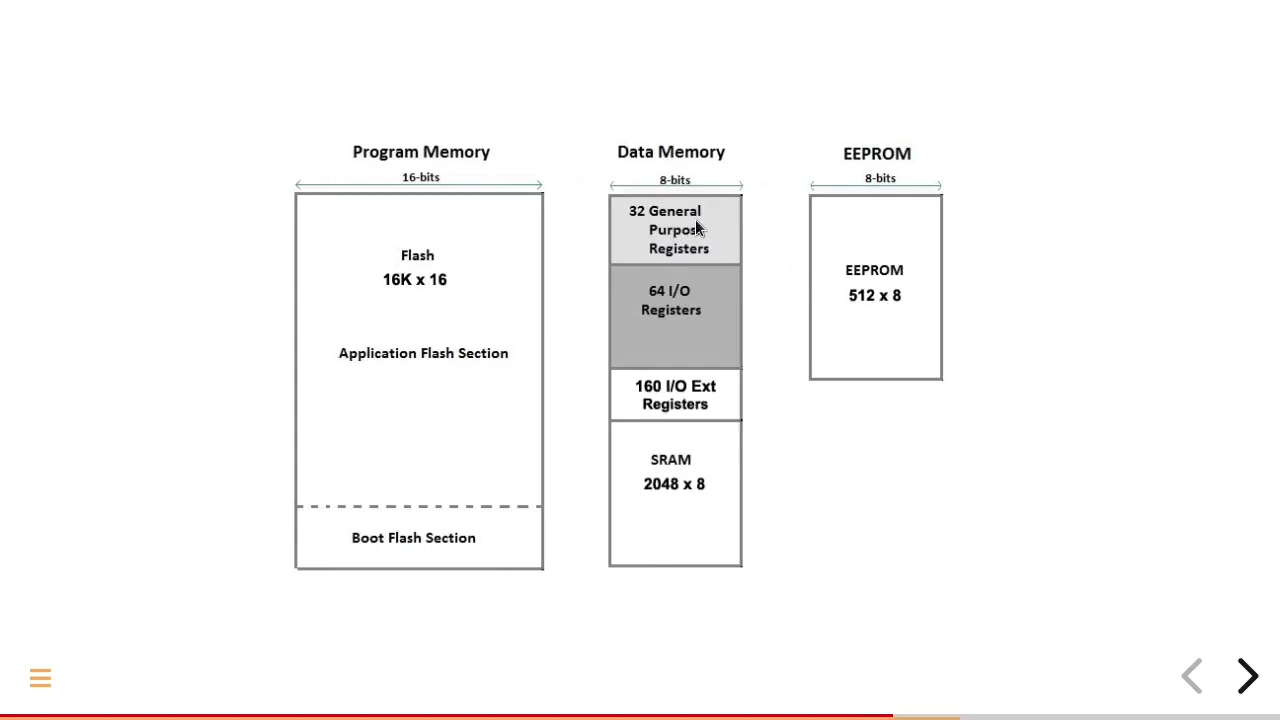 Program Memory
16-bits
Flash
16K x 16
Application Flash Section
Boot Flash Section
Data Memory
8-bits
32 General
Purpose
Registers
64 I/O
Registers
160 I/O Ext
Registers
SRAM
2048 x 8
EEPROM
8-bits
EEPROM
512 x 8